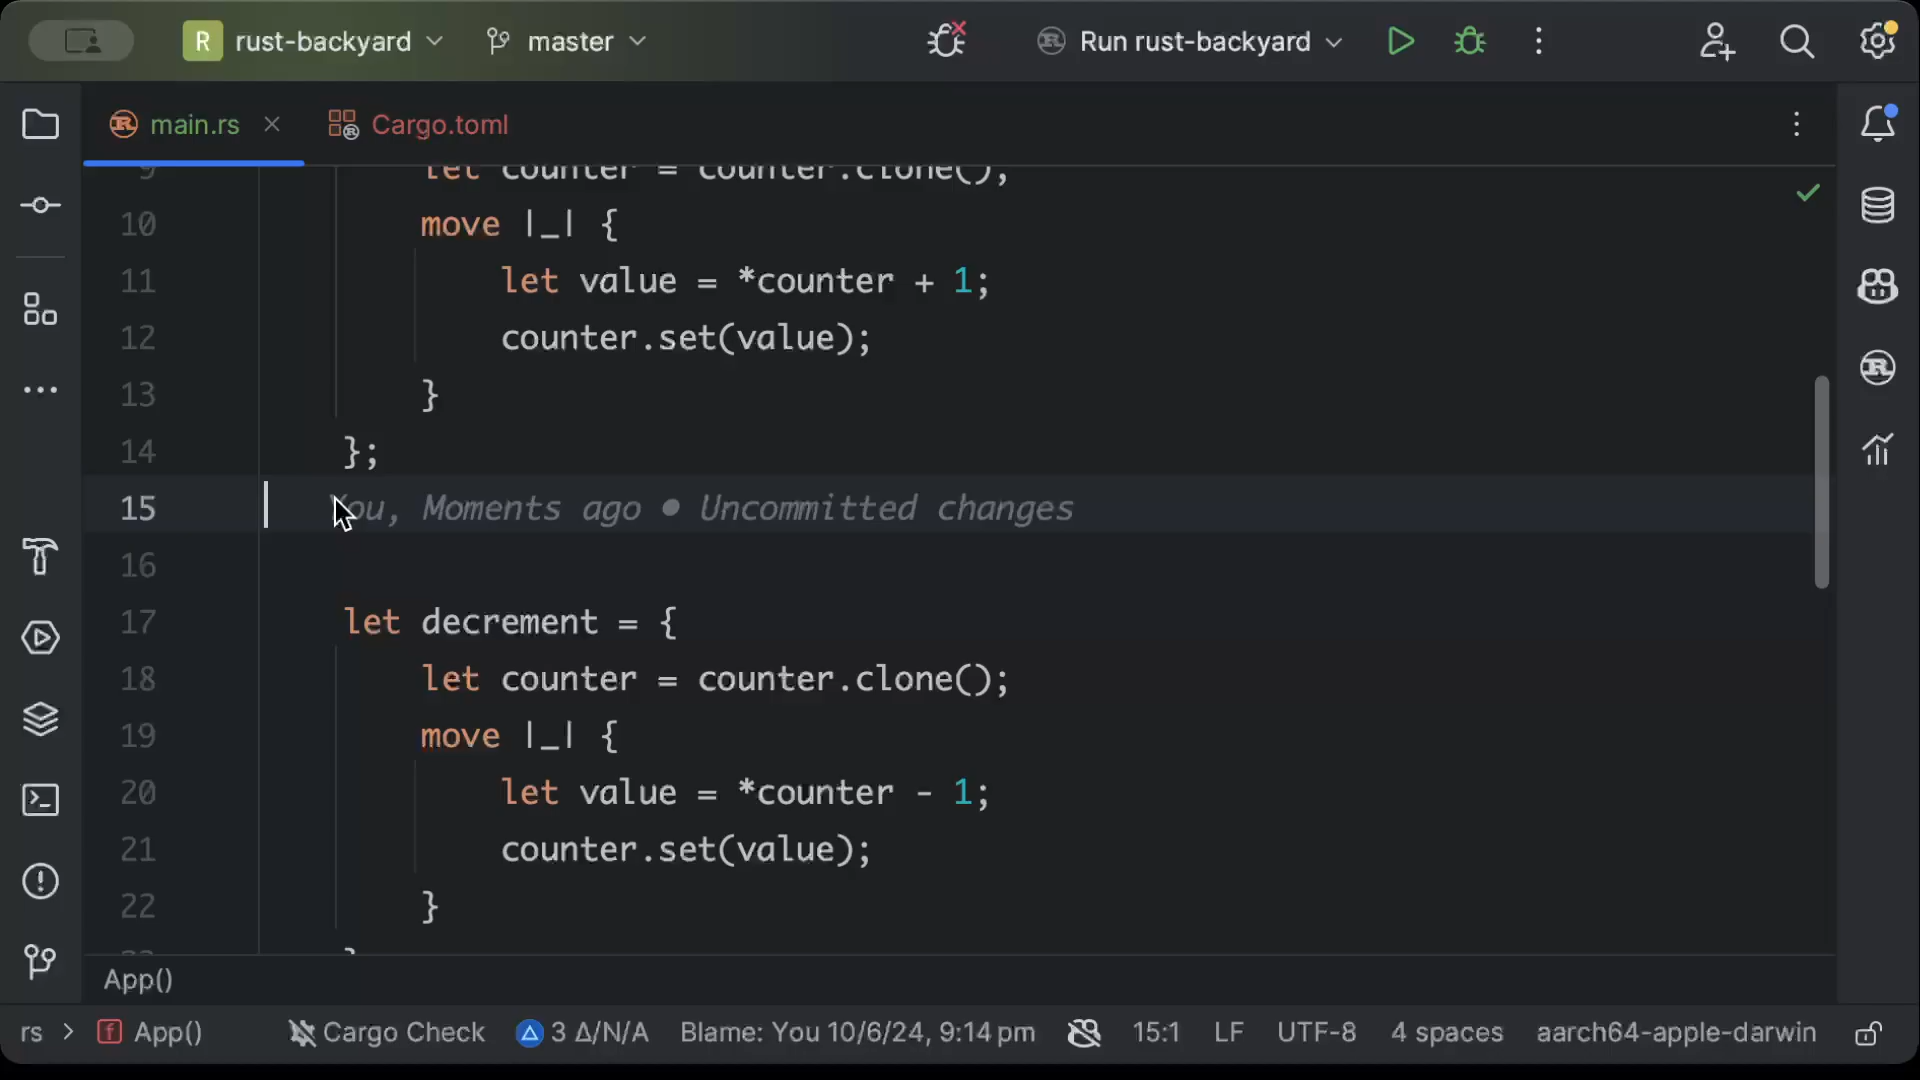 R rust-backyard master Run rust-backyard
main.rs Cargo.toml
9 let counter = counter.clone();
10 move |_| {
11 let value = *counter + 1;
12 counter.set(value);
13 }
14 };
15 You, Moments ago • Uncommitted changes
16
17 let decrement = {
18 let counter = counter.clone();
19 move |_| {
20 let value = *counter - 1;
21 counter.set(value);
22 }
App()
rs > f App() Cargo Check 3 Δ/N/A Blame: You 10/6/24, 9:14 pm 15:1 LF UTF-8 4 spaces aarch64-apple-darwin